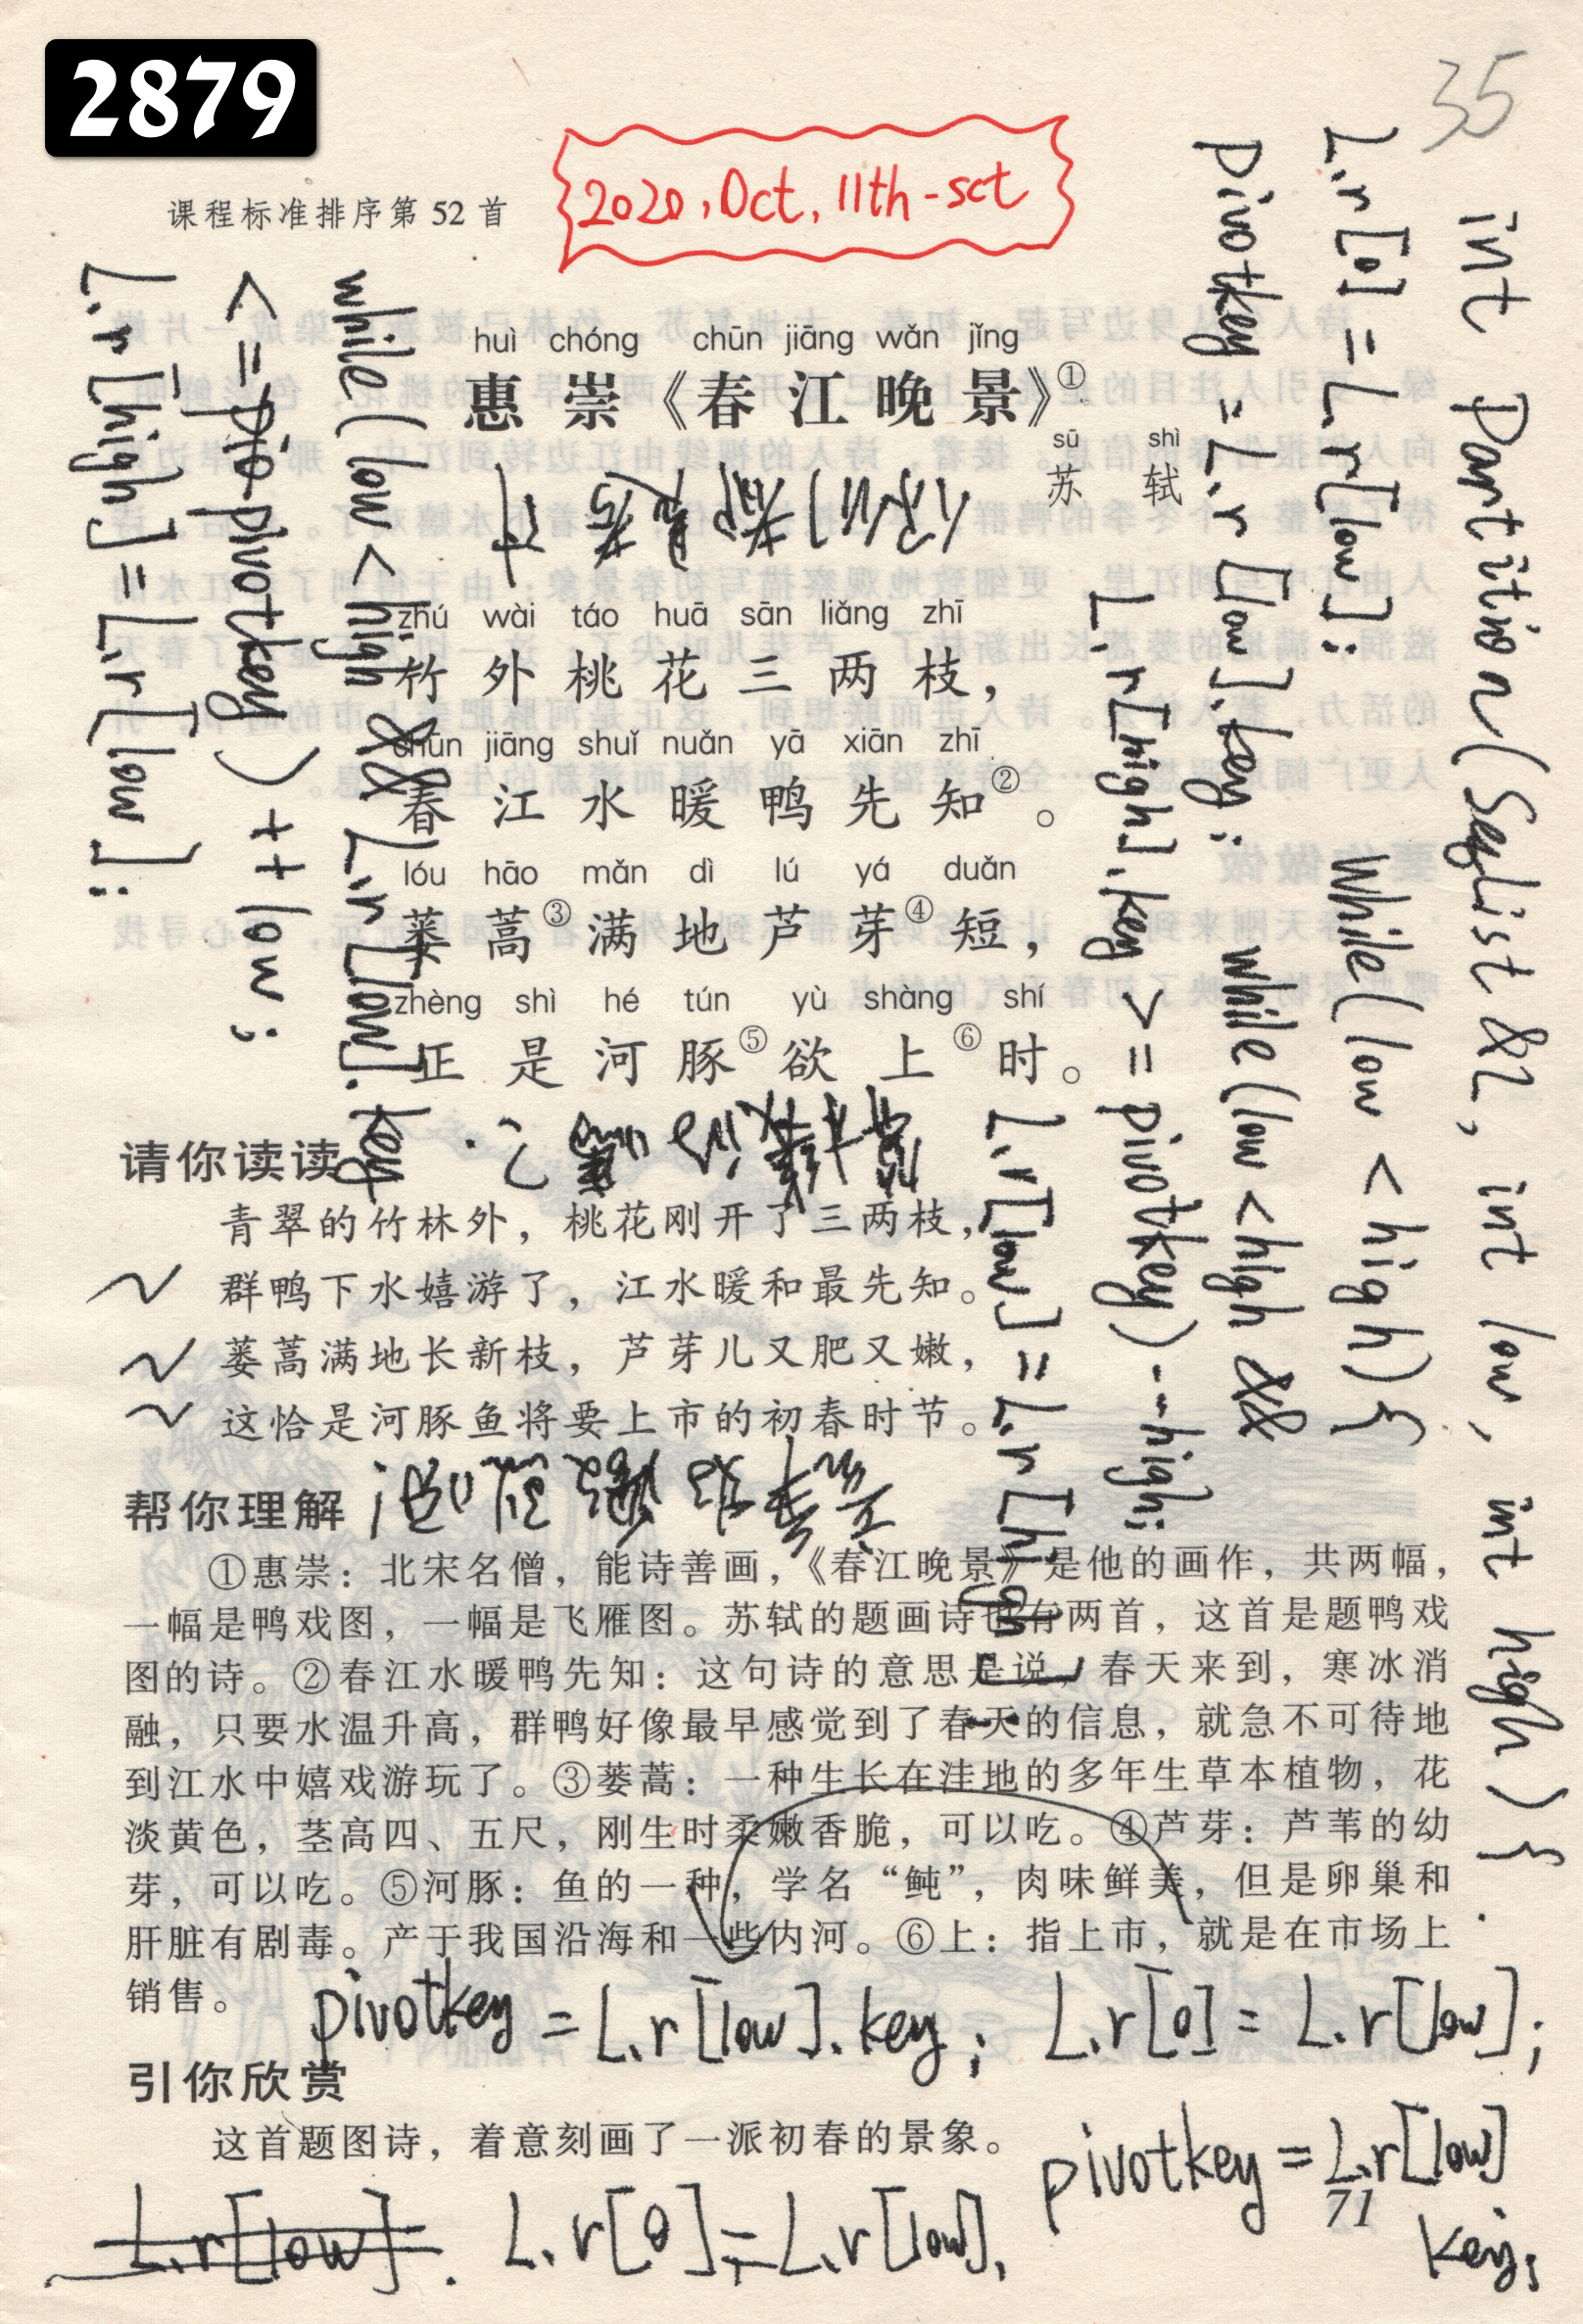 2879
35
2020, Oct, 11th-sct
课程标准排序第 52 首
huì chóng chūn jiāng wǎn jǐng
惠崇《春江晚景》①
sū shì
苏 轼
zhú wài táo huā sān liǎng zhī
竹外桃花三两枝，
chūn jiāng shuǐ nuǎn yā xiān zhī
春江水暖鸭先知②。
lóu hāo mǎn dì lú yá duǎn
蒌蒿③满地芦芽④短，
zhèng shì hé tún yù shàng shí
正是河豚⑤欲上⑥时。
请你读读
青翠的竹林外，桃花刚开了三两枝，
群鸭下水嬉游了，江水暖和最先知。
蒌蒿满地长新枝，芦芽儿又肥又嫩，
这恰是河豚鱼将要上市的初春时节。
帮你理解
①惠崇：北宋名僧，能诗善画，《春江晚景》是他的画作，共两幅，
一幅是鸭戏图，一幅是飞雁图。苏轼的题画诗也有两首，这首是题鸭戏
图的诗。②春江水暖鸭先知：这句诗的意思是说，春天来到，寒冰消
融，只要水温升高，群鸭好像最早感觉到了春天的信息，就急不可待地
到江水中嬉戏游玩了。③蒌蒿：一种生长在洼地的多年生草本植物，花
淡黄色，茎高四、五尺，刚生时柔嫩香脆，可以吃。④芦芽：芦苇的幼
芽，可以吃。⑤河豚：鱼的一种，学名“鲀”，肉味鲜美，但是卵巢和
肝脏有剧毒。产于我国沿海和一些内河。⑥上：指上市，就是在市场上
销售。
引你欣赏
这首题图诗，着意刻画了一派初春的景象。
71
int Partition(SqList &L, int low, int high){
L.r[0]=L.r[low]; while(low<high){
pivotkey=L.r[low].key; while(low<high &&
L.r[high].key>=pivotkey)--high;
L.r[low]=L.r[high];
while(low<high && L.r[low].key
<=pivotkey)++low;
L.r[high]=L.r[low];
pivotkey=L.r[low].key; L.r[0]=L.r[low];
pivotkey=L.r[low]
key;
L.r[low]. L.r[0]=L.r[low],